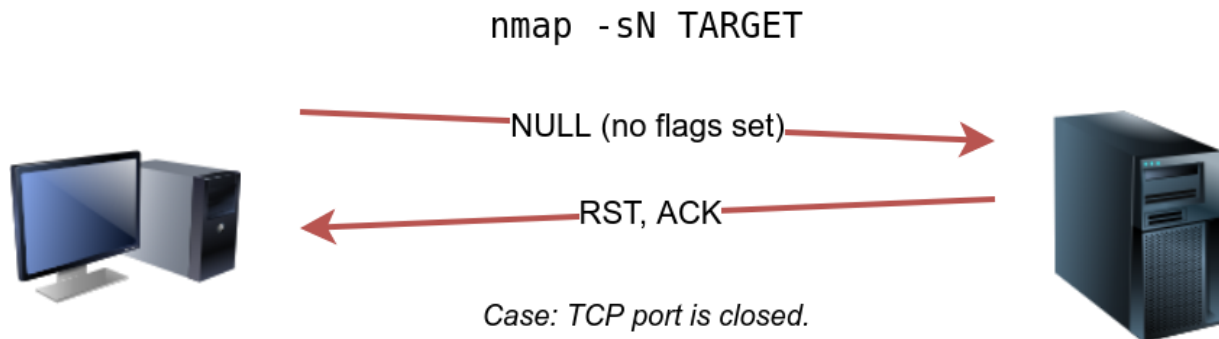 nmap -sN TARGET
NULL (no flags set)
RST, ACK
Case: TCP port is closed.